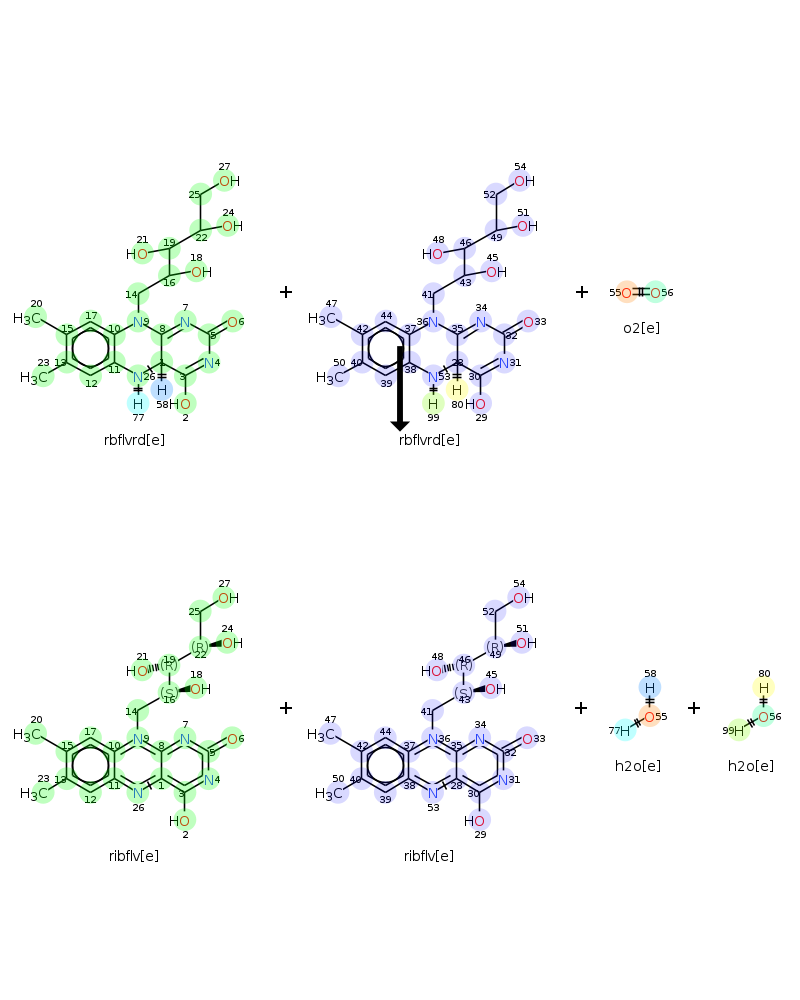 27 54
OH OH
25 52
24 51
OH OH
21 19 22 48 46 49
HO HO
18 45
OH OH
16 43
14 + 41 + 55 O O 56
20 17 7 47 44 34
H₃C N 9 N O 6 H₃C 36 N N O 33 o2[e]
15 10 8 5 42 37 35 32
23 13 11 1 N 4 50 40 38 28 N 31
H₃C N 26 3 H₃C N 53 30
12 H 39 H
H 58 HO H 80 HO
77 2 99 29
rbflvrd[e] rbflvrd[e]
27 54
OH OH
25 52
24 51
(R) OH (R) OH
21 19 22 48 46 49
HO (R) HO (R)
18 45 58 80
(S) OH (S) OH H H
16 43
14 + 41 + O 55 + O 56
20 17 7 47 44 34 77 H 99 H
H₃C N 9 N O 6 H₃C N 36 N O 33
15 10 8 5 42 37 35 32 h2o[e] h2o[e]
23 13 11 1 N 4 50 40 38 28 N 31
H₃C N 3 H₃C N 30
12 26 39 53
HO HO
2 29
ribflv[e] ribflv[e]